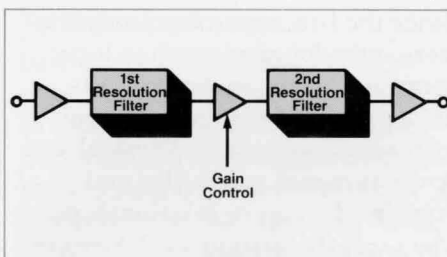 1st
Resolution
Filter
2nd
Resolution
Filter
Gain
Control